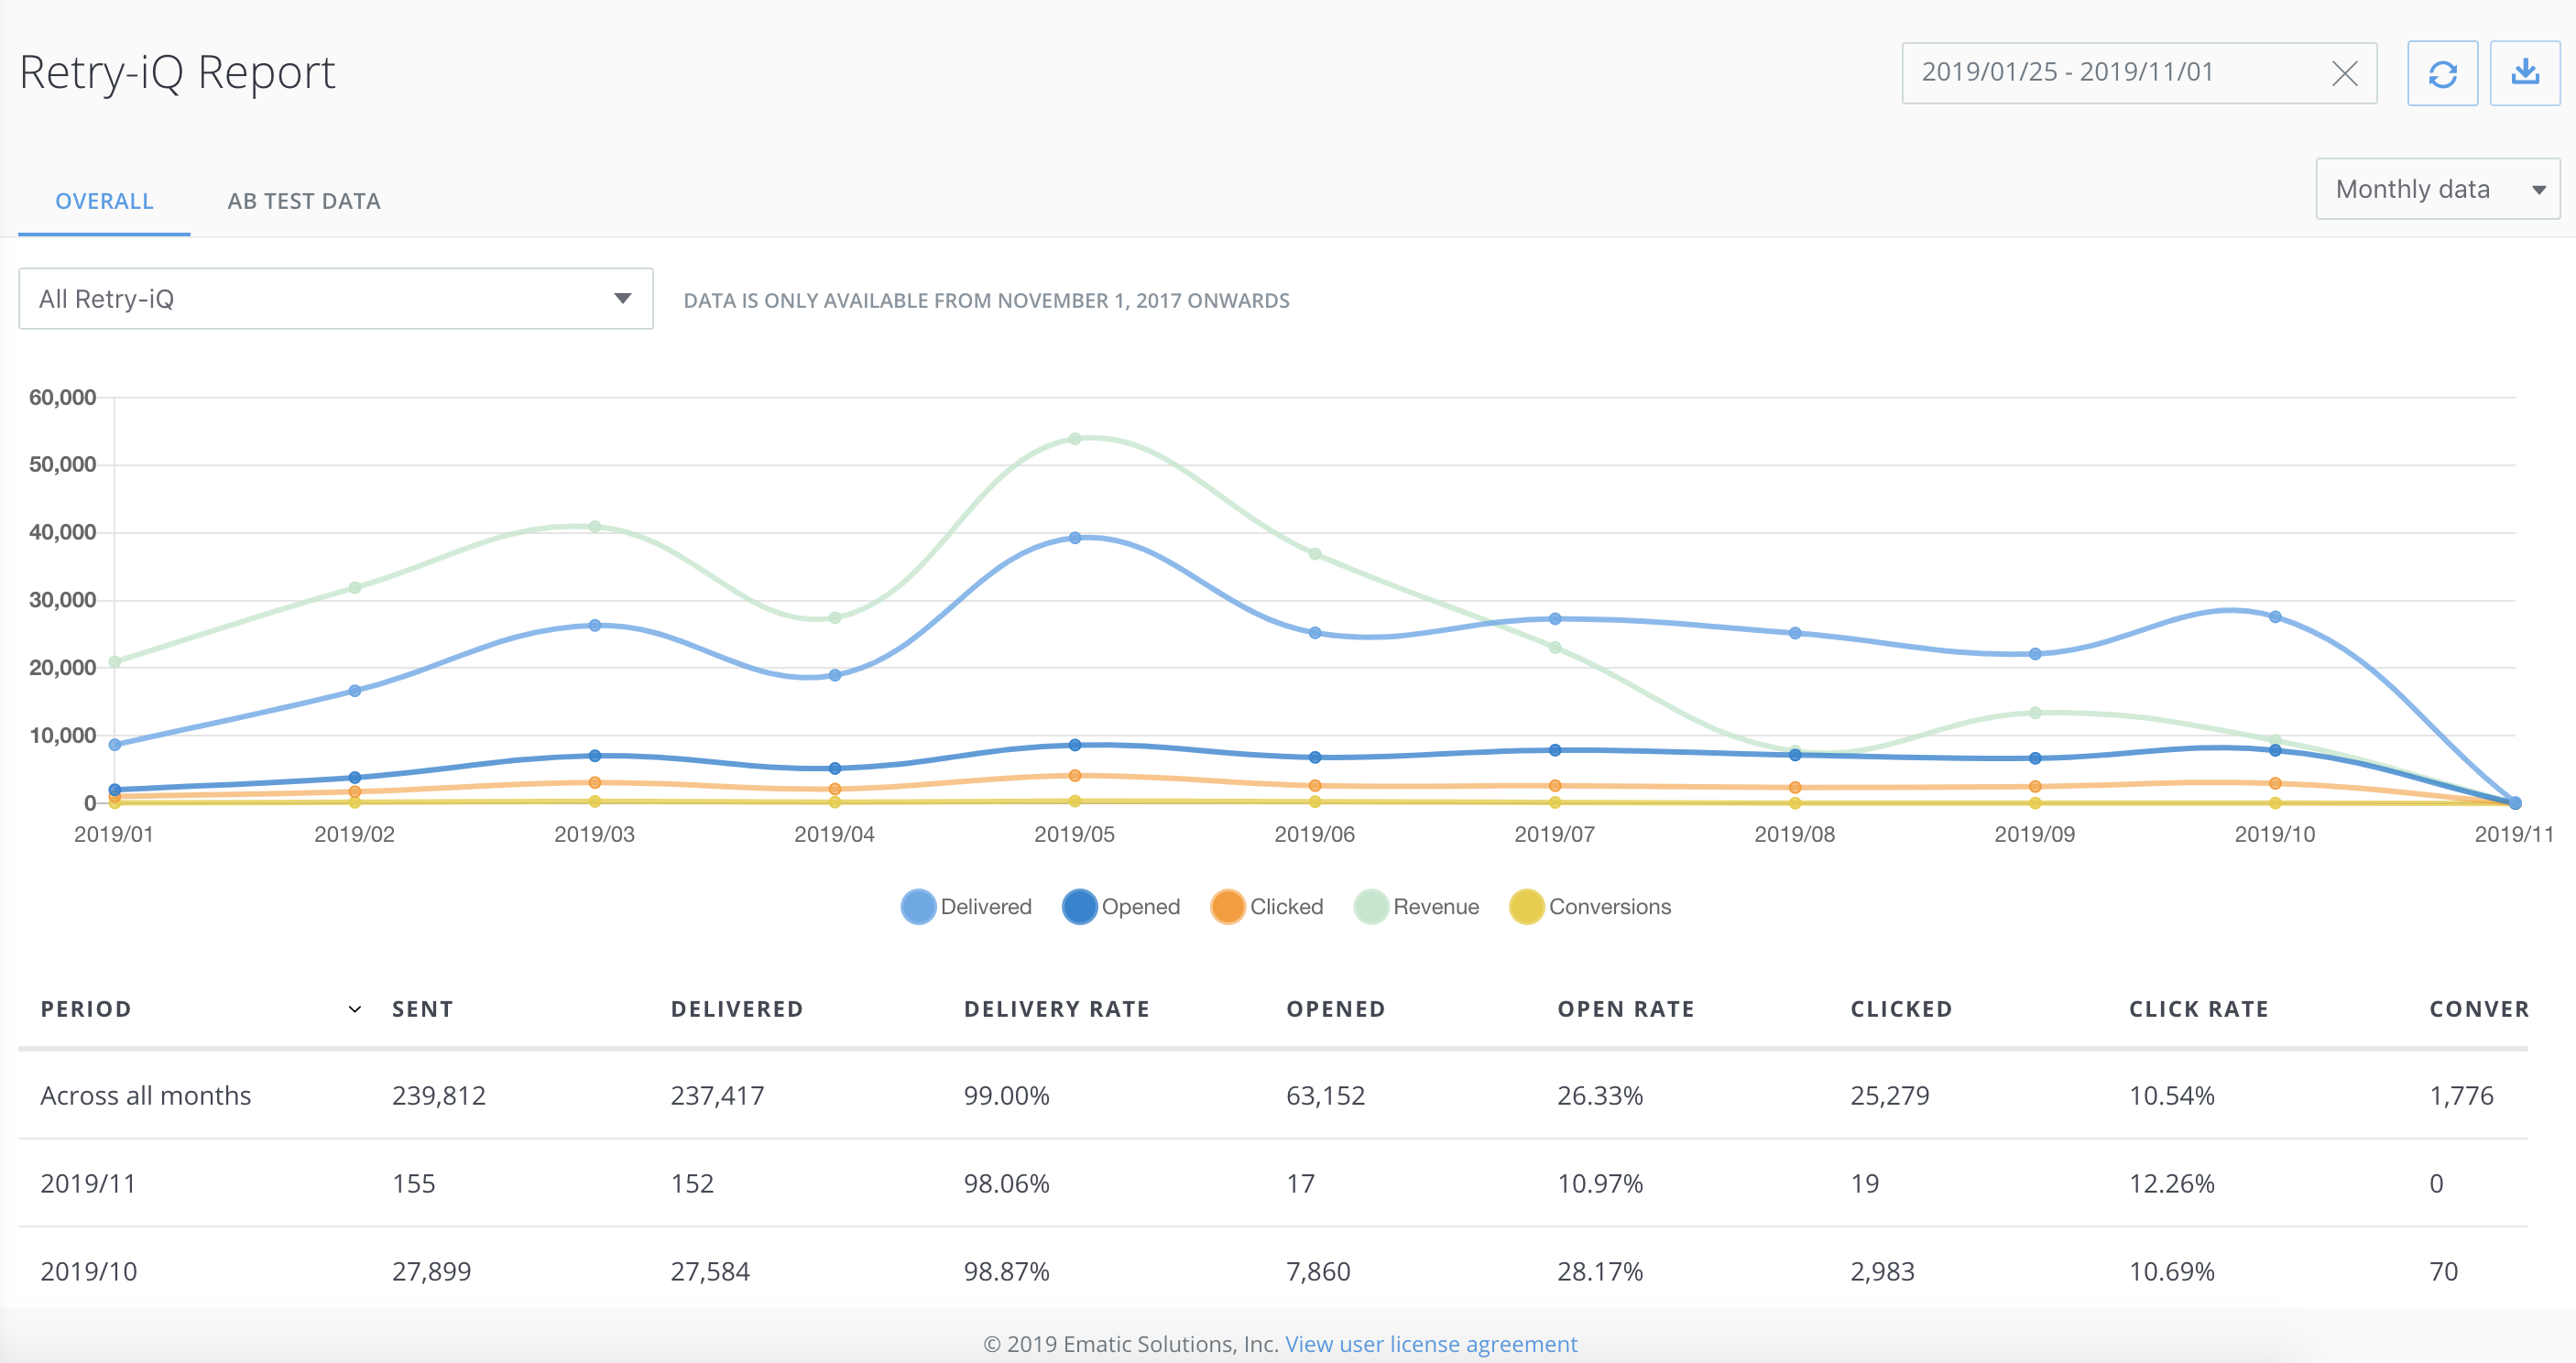 Retry-iQ Report
2019/01/25 - 2019/11/01
OVERALL AB TEST DATA
Monthly data
All Retry-iQ
DATA IS ONLY AVAILABLE FROM NOVEMBER 1, 2017 ONWARDS
60,000
50,000
40,000
30,000
20,000
10,000
0
2019/01 2019/02 2019/03 2019/04 2019/05 2019/06 2019/07 2019/08 2019/09 2019/10 2019/11
Delivered Opened Clicked Revenue Conversions
PERIOD SENT DELIVERED DELIVERY RATE OPENED OPEN RATE CLICKED CLICK RATE CONVER
Across all months 239,812 237,417 99.00% 63,152 26.33% 25,279 10.54% 1,776
2019/11 155 152 98.06% 17 10.97% 19 12.26% 0
2019/10 27,899 27,584 98.87% 7,860 28.17% 2,983 10.69% 70
© 2019 Ematic Solutions, Inc. View user license agreement